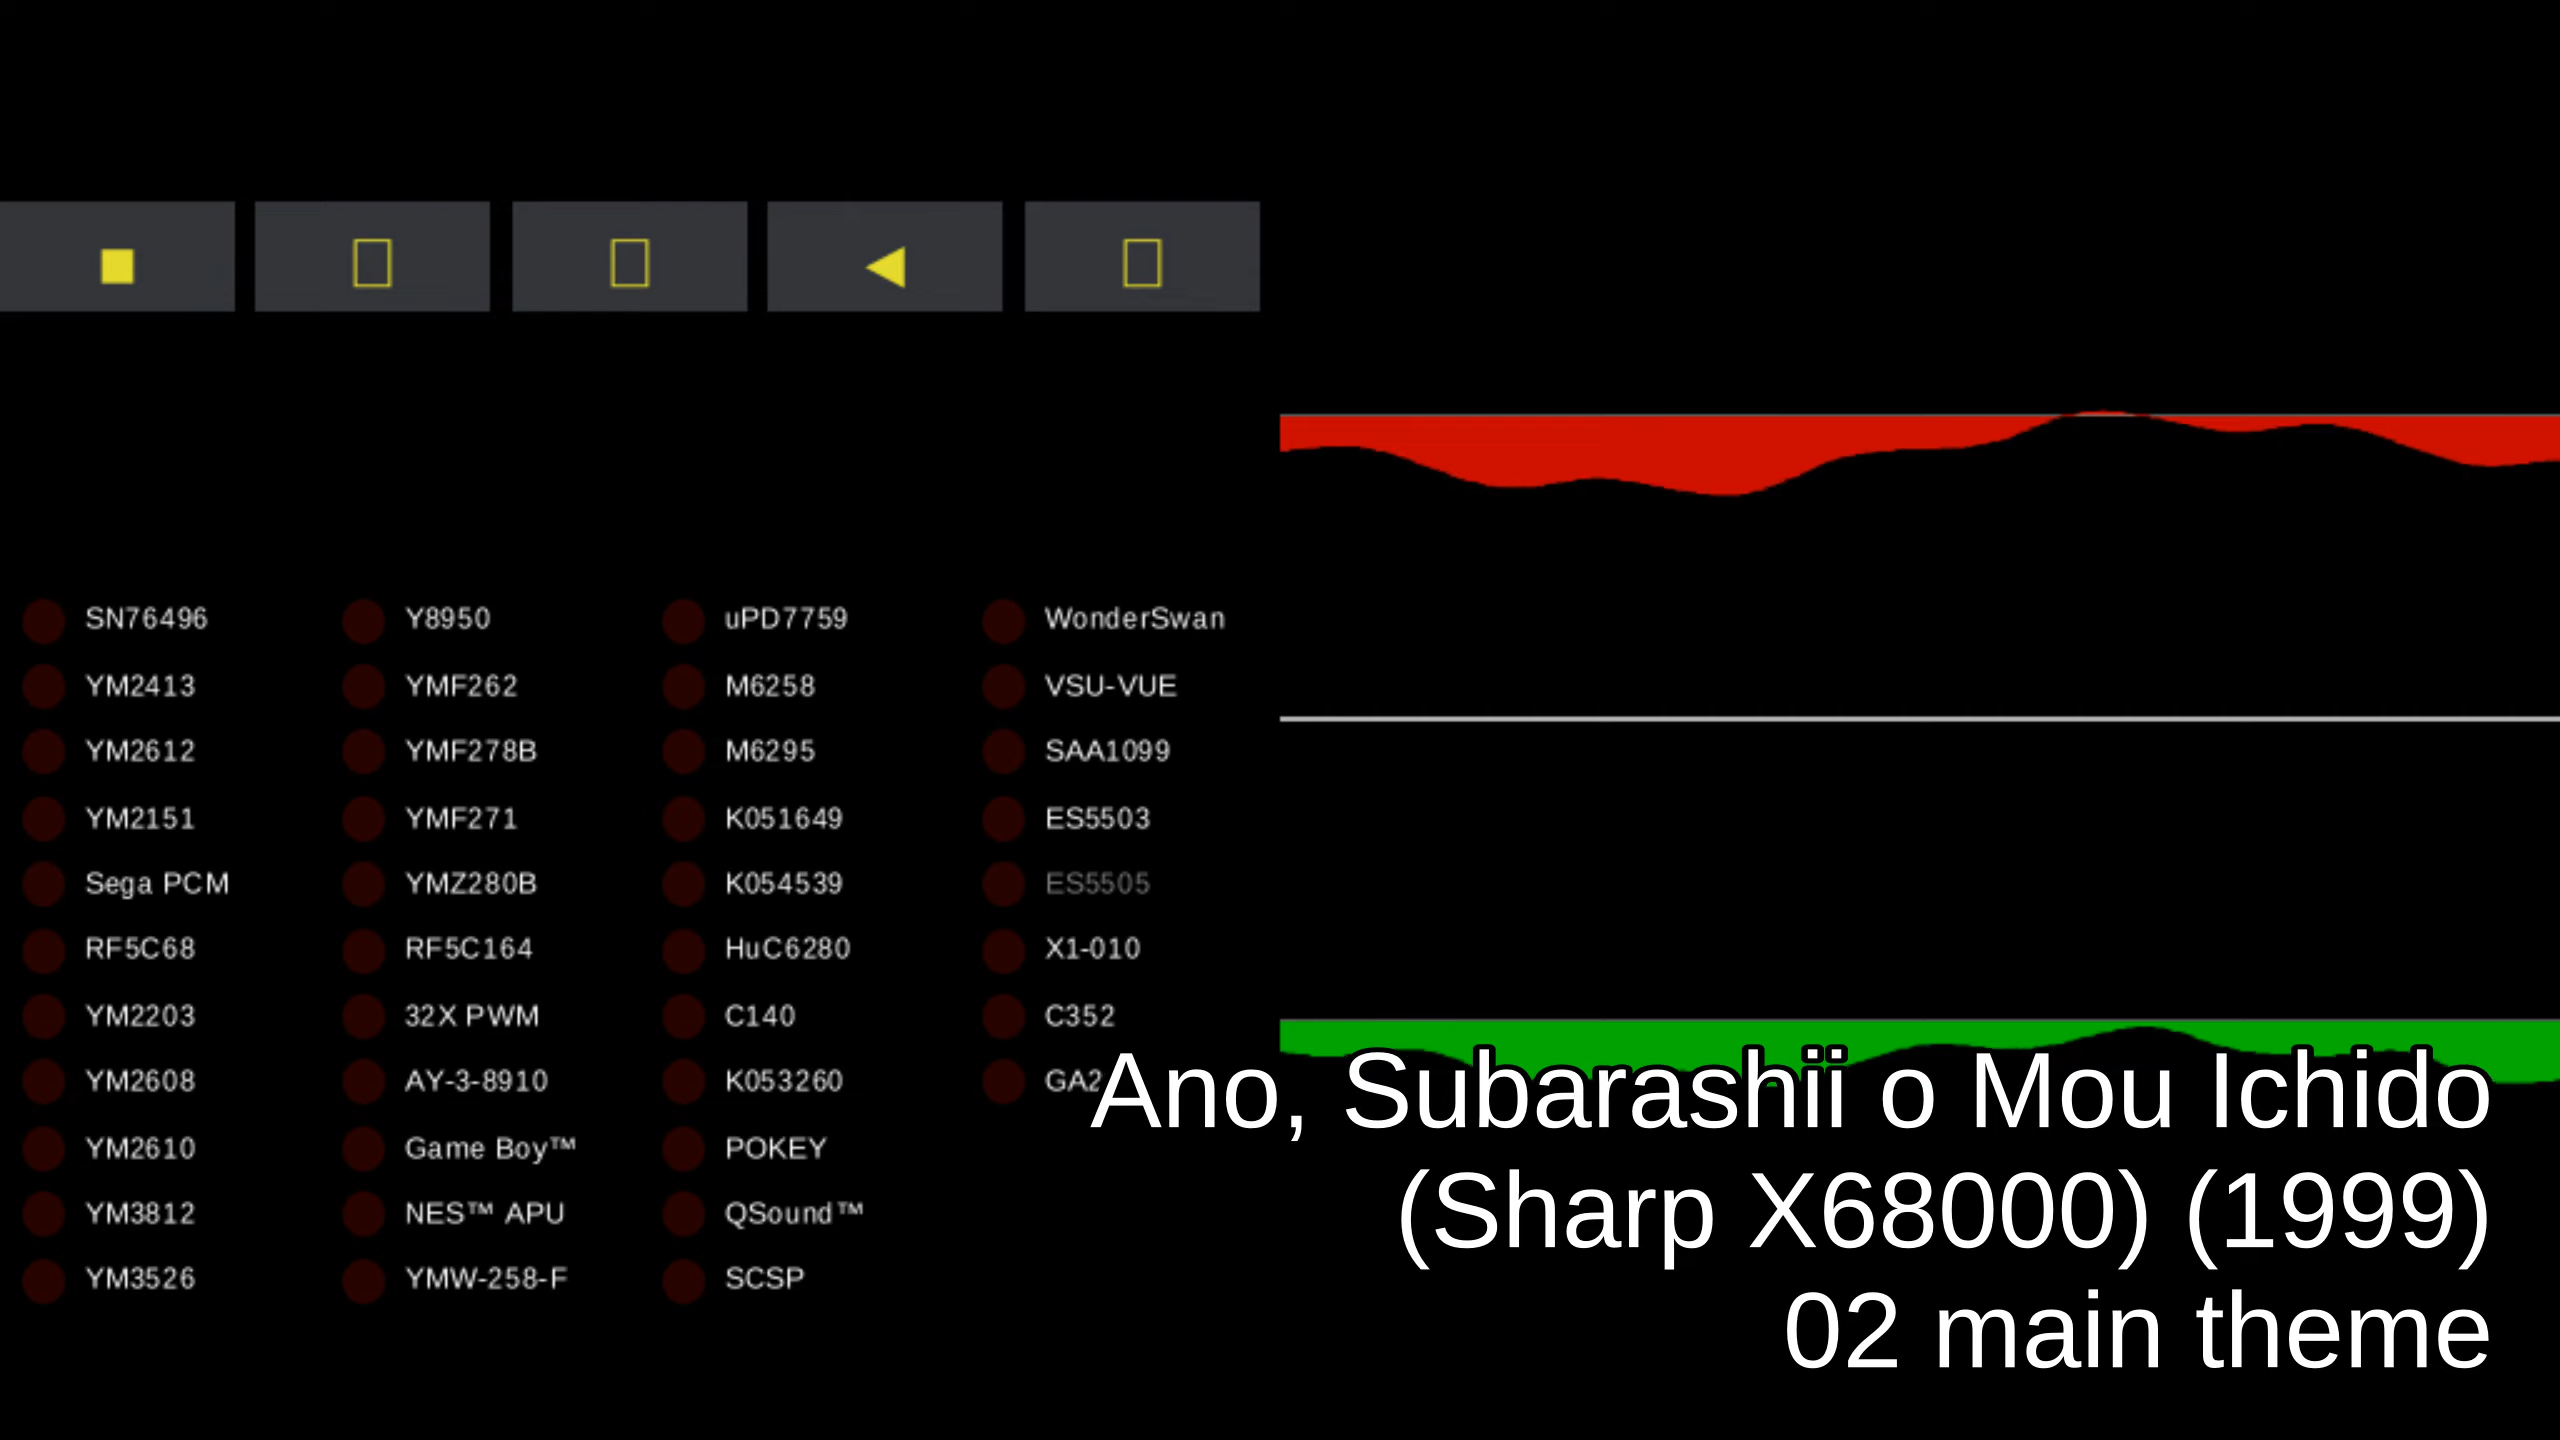 SN76496
YM2413
YM2612
YM2151
Sega PCM
RF5C68
YM2203
YM2608
YM2610
YM3812
YM3526
Y8950
YMF262
YMF278B
YMF271
YMZ280B
RF5C164
32X PWM
AY-3-8910
Game Boy™
NES™ APU
YMW-258-F
uPD7759
M6258
M6295
K051649
K054539
HuC6280
C140
K053260
POKEY
QSound™
SCSP
WonderSwan
VSU-VUE
SAA1099
ES5503
ES5505
X1-010
C352
GA2
Ano, Subarashii o Mou Ichido
(Sharp X68000) (1999)
02 main theme